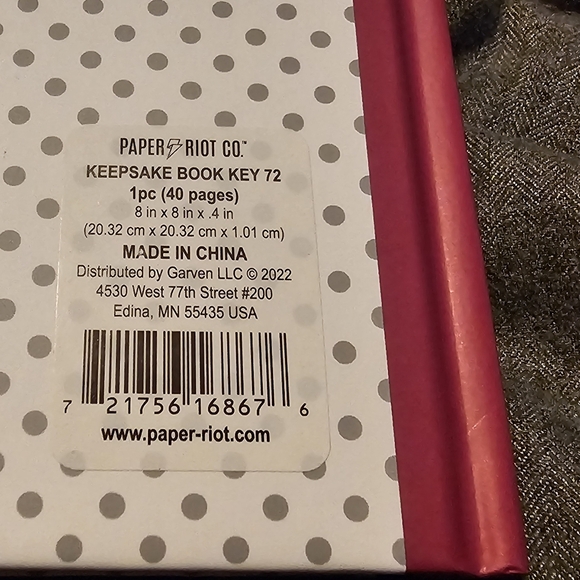 PAPER RIOT CO.™
KEEPSAKE BOOK KEY 72
1pc (40 pages)
8 in x 8 in x .4 in
(20.32 cm x 20.32 cm x 1.01 cm)
MADE IN CHINA
Distributed by Garven LLC © 2022
4530 West 77th Street #200
Edina, MN 55435 USA
7 21756 16867 6
www.paper-riot.com